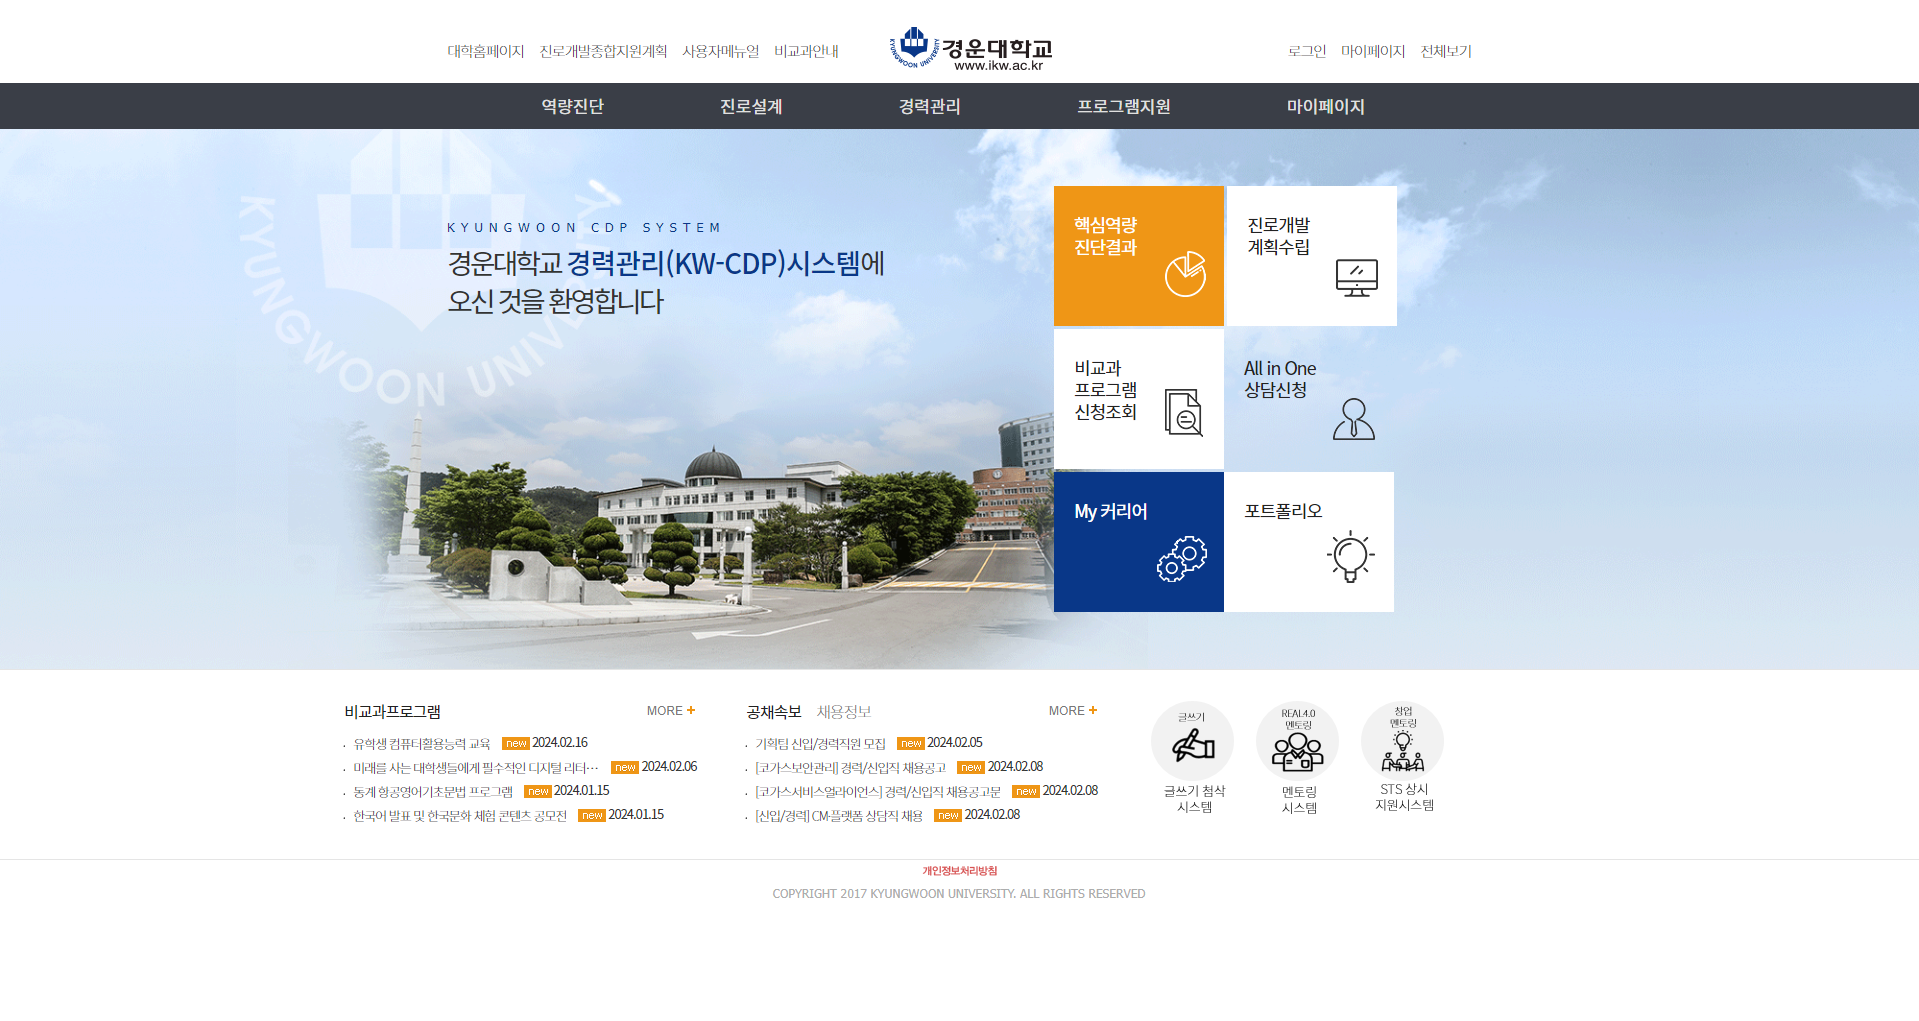 대학홈페이지 진로개발종합지원계획 사용자메뉴얼 비교과안내
KYUNGWOON UNIVERSITY
경운대학교
www.ikw.ac.kr
로그인 마이페이지 전체보기
역량진단 진로설계 경력관리 프로그램지원 마이페이지
KYUNGWOON UNIVERSITY
KYUNGWOON CDP SYSTEM
경운대학교 경력관리(KW-CDP)시스템에
오신 것을 환영합니다
핵심역량
진단결과
진로개발
계획수립
비교과
프로그램
신청조회
All in One
상담신청
My 커리어
포트폴리오
비교과프로그램 MORE +
· 유학생 컴퓨터활용능력 교육 new 2024.02.16
· 미래를 사는 대학생들에게 필수적인 디지털 리터··· new 2024.02.06
· 동계 항공영어기초문법 프로그램 new 2024.01.15
· 한국어 발표 및 한국문화 체험 콘텐츠 공모전 new 2024.01.15
공채속보 채용정보 MORE +
· 기획팀 신입/경력직원 모집 new 2024.02.05
· [코가스보안관리] 경력/신입직 채용공고 new 2024.02.08
· [코가스서비스얼라이언스] 경력/신입직 채용공고문 new 2024.02.08
· [신입/경력] CM·플랫폼 상담직 채용 new 2024.02.08
글쓰기
글쓰기 첨삭
시스템
REAL4.0
멘토링
멘토링
시스템
창업
멘토링
STS 상시
지원시스템
개인정보처리방침
COPYRIGHT 2017 KYUNGWOON UNIVERSITY. ALL RIGHTS RESERVED